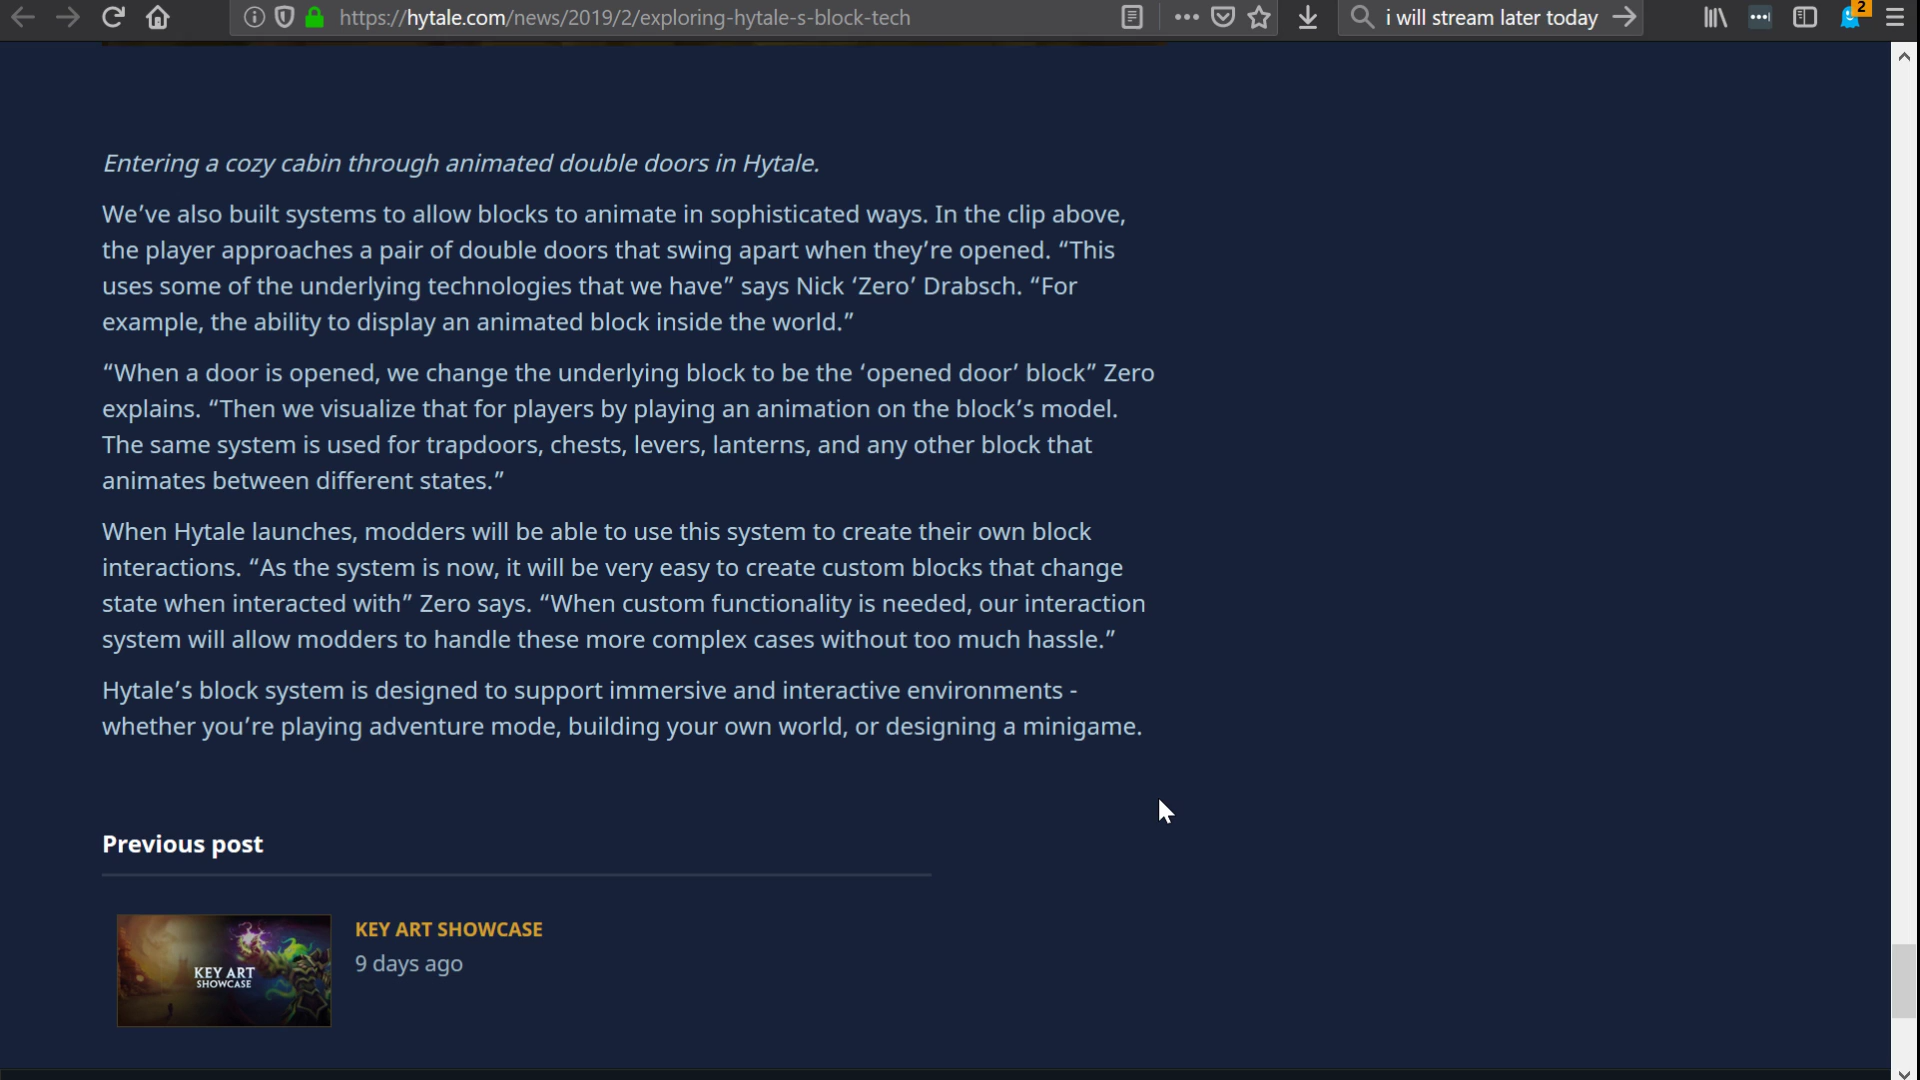 https://hytale.com/news/2019/2/exploring-hytale-s-block-tech
i will stream later today
2
Entering a cozy cabin through animated double doors in Hytale.
We’ve also built systems to allow blocks to animate in sophisticated ways. In the clip above,
the player approaches a pair of double doors that swing apart when they’re opened. “This
uses some of the underlying technologies that we have” says Nick ‘Zero’ Drabsch. “For
example, the ability to display an animated block inside the world.”
“When a door is opened, we change the underlying block to be the ‘opened door’ block” Zero
explains. “Then we visualize that for players by playing an animation on the block’s model.
The same system is used for trapdoors, chests, levers, lanterns, and any other block that
animates between different states.”
When Hytale launches, modders will be able to use this system to create their own block
interactions. “As the system is now, it will be very easy to create custom blocks that change
state when interacted with” Zero says. “When custom functionality is needed, our interaction
system will allow modders to handle these more complex cases without too much hassle.”
Hytale’s block system is designed to support immersive and interactive environments -
whether you’re playing adventure mode, building your own world, or designing a minigame.
Previous post
KEY ART
SHOWCASE
KEY ART SHOWCASE
9 days ago